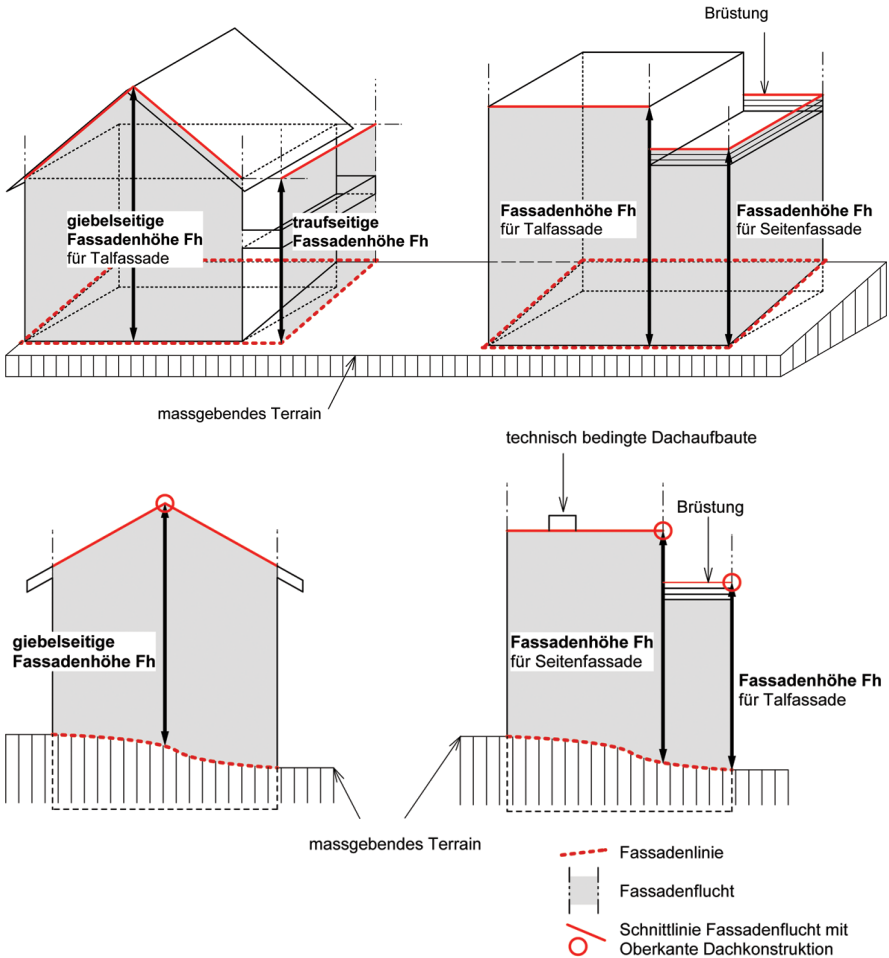 Brüstung
giebelseitige
Fassadenhöhe Fh
für Talfassade
traufseitige
Fassadenhöhe Fh
Fassadenhöhe Fh
für Talfassade
Fassadenhöhe Fh
für Seitenfassade
massgebendes Terrain
technisch bedingte Dachaufbaute
Brüstung
giebelseitige
Fassadenhöhe Fh
Fassadenhöhe Fh
für Seitenfassade
Fassadenhöhe Fh
für Talfassade
massgebendes Terrain
Fassadenlinie
Fassadenflucht
Schnittlinie Fassadenflucht mit
Oberkante Dachkonstruktion